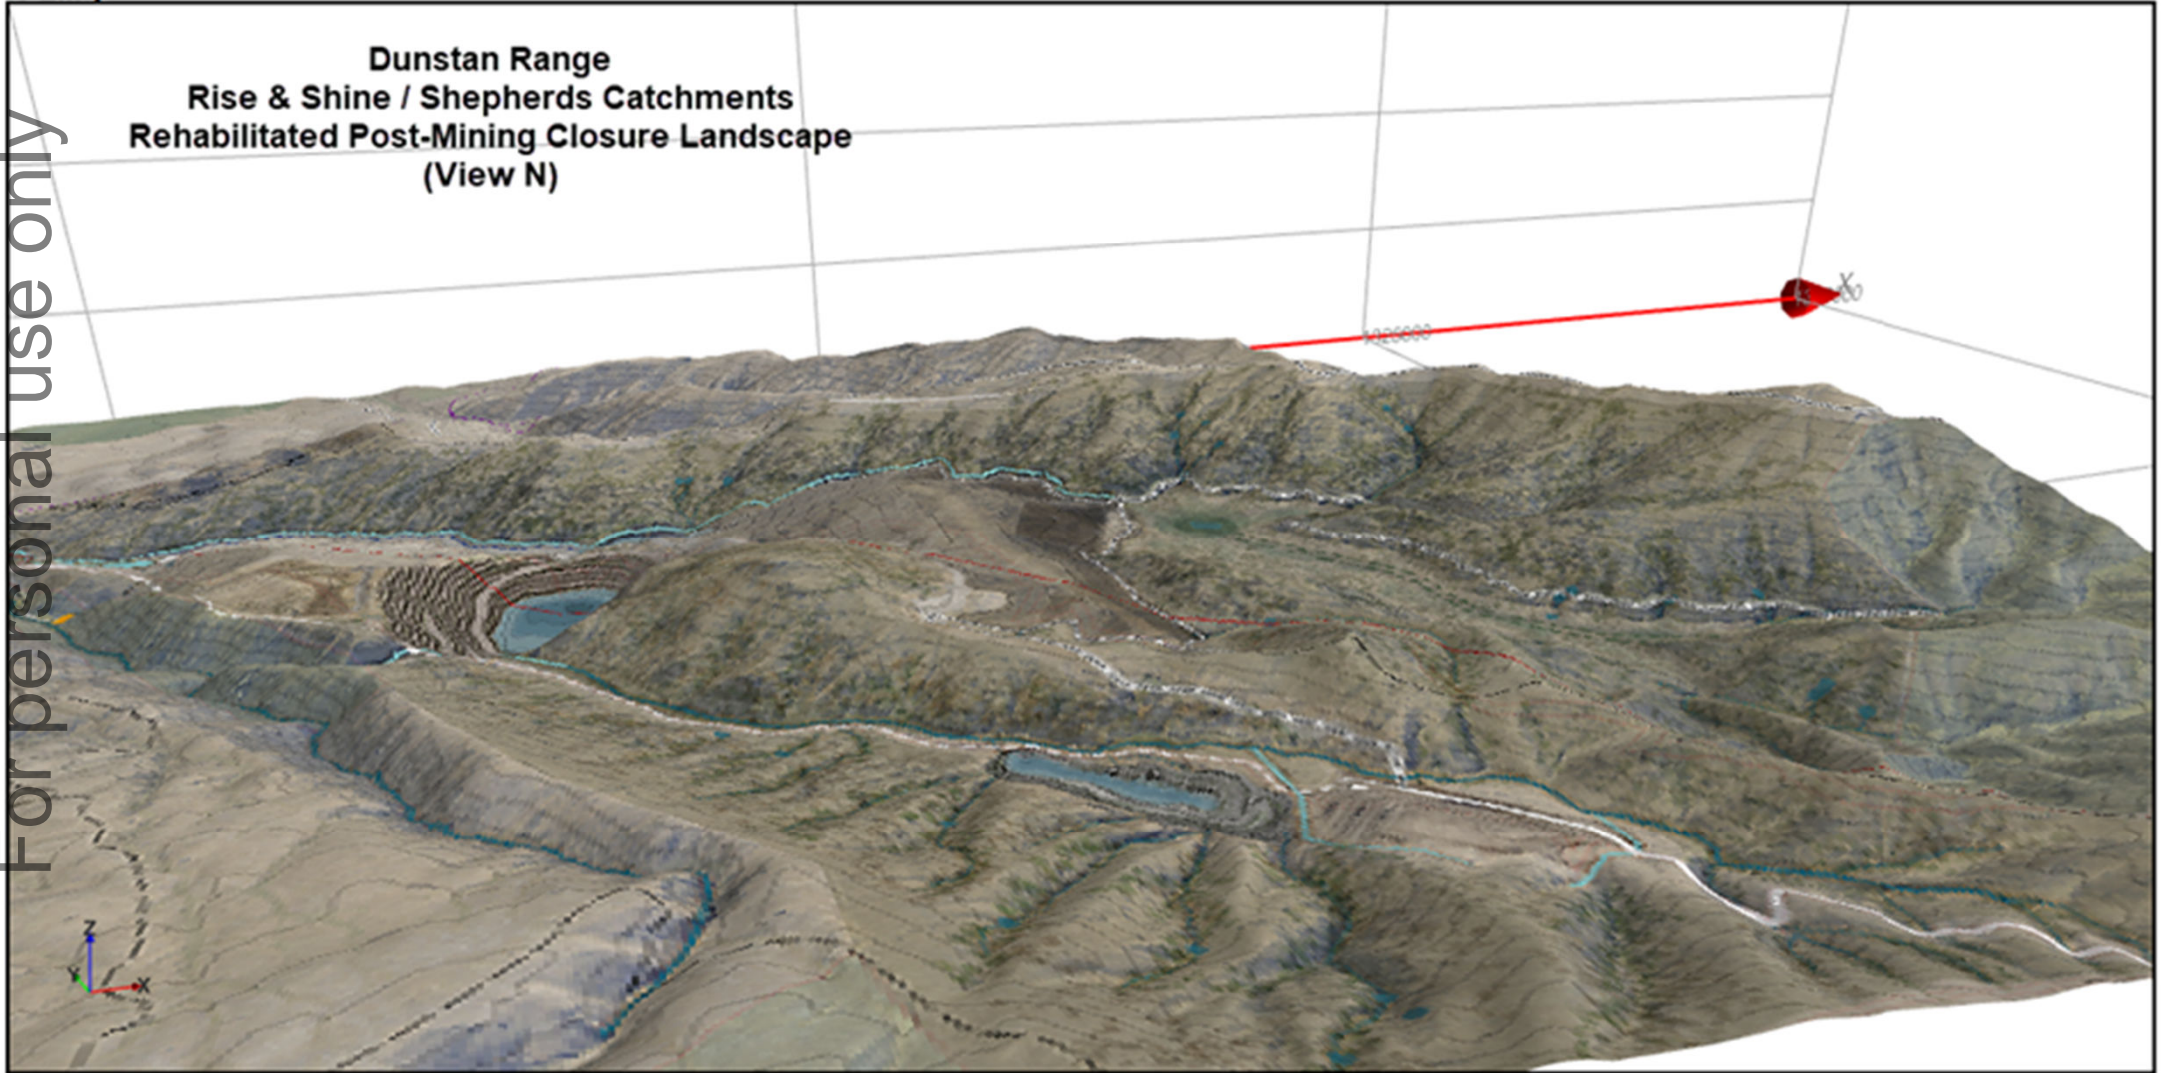 Dunstan Range
Rise & Shine / Shepherds Catchments
Rehabilitated Post-Mining Closure Landscape
(View N)
For personal use only
X
Z
Y
X